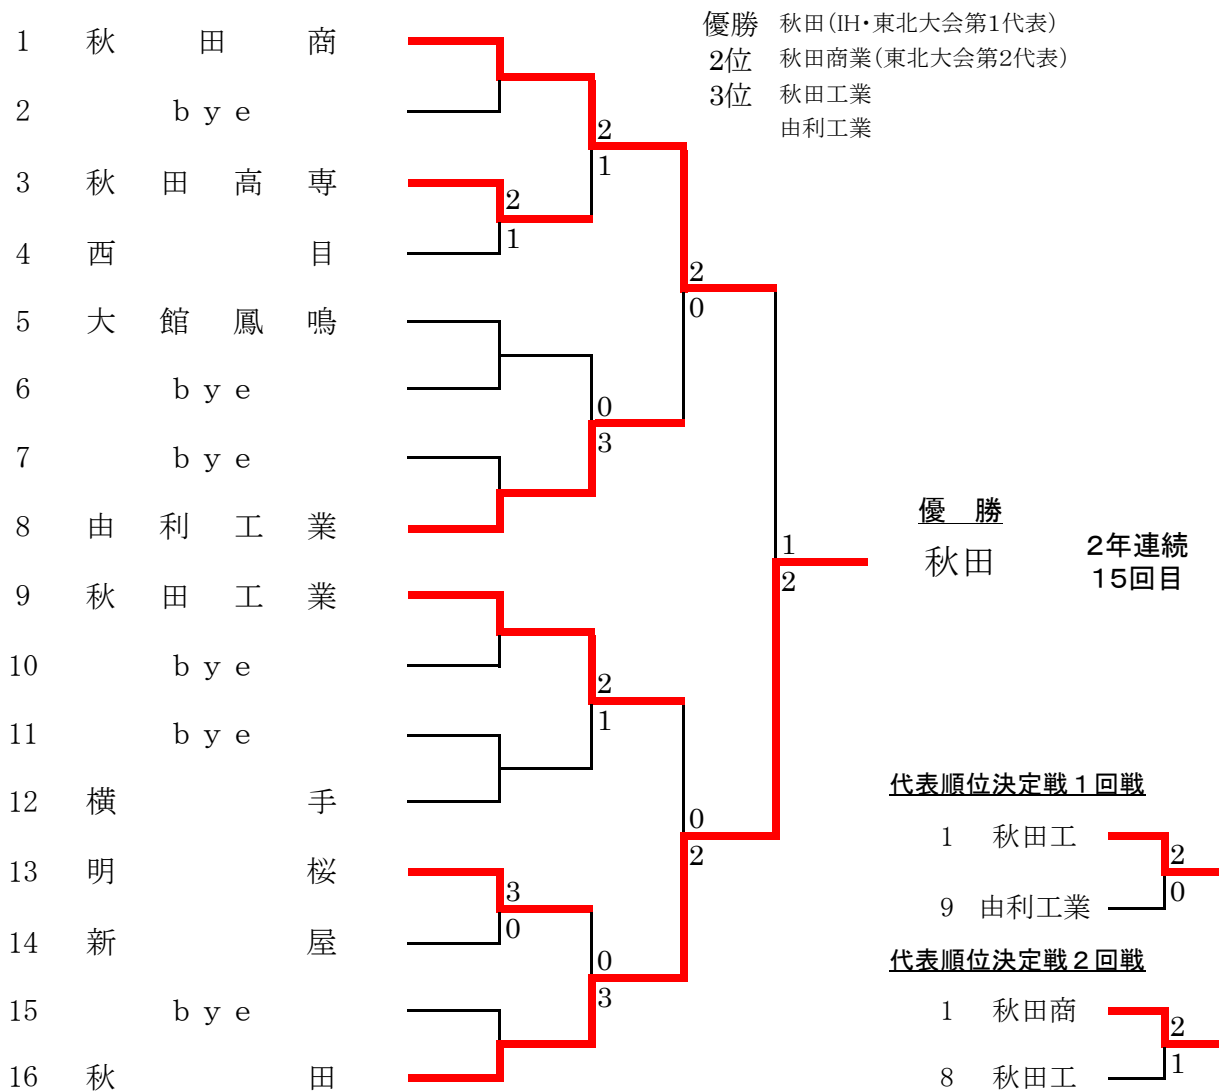 優勝 秋田(IH・東北大会第1代表)
2位 秋田商業(東北大会第2代表)
3位 秋田工業
由利工業
1 秋田商
2 bye
2
1
3 秋田高専
2
1
4 西目
2
0
5 大館鳳鳴
6 bye
0
3
7 bye
8 由利工業
優 勝
秋田
2年連続
15回目
1
2
9 秋田工業
10 bye
2
1
11 bye
12 横手
0
2
13 明桜
3
0
14 新屋
0
3
15 bye
16 秋田
代表順位決定戦1回戦
1 秋田工
2
0
9 由利工業
代表順位決定戦2回戦
1 秋田商
2
1
8 秋田工